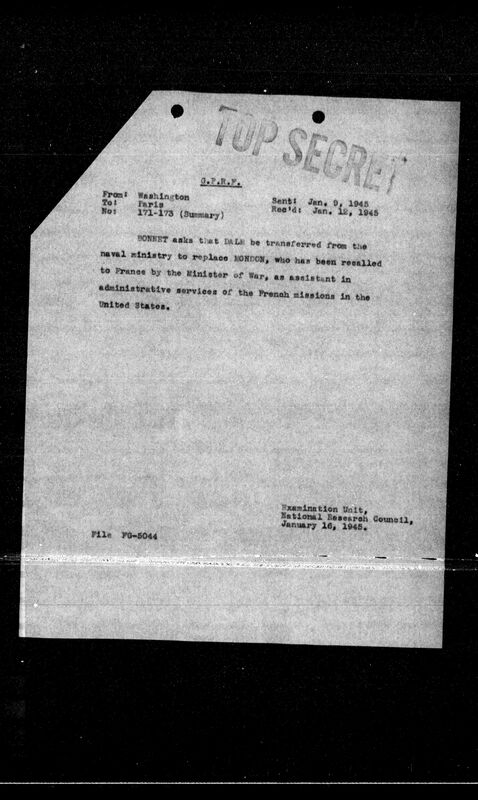 TOP SECRET
G.P.R.F.
From: Washington
To: Paris
No: 171-173 (Summary)
Sent: Jan. 9, 1945
Rec'd: Jan. 12, 1945
BONNET asks that DALE be transferred from the
naval ministry to replace MONDON, who has been recalled
to France by the Minister of War, as assistant in
administrative services of the French missions in the
United States.
Examination Unit,
National Research Council,
January 16, 1945.
File FG-5044